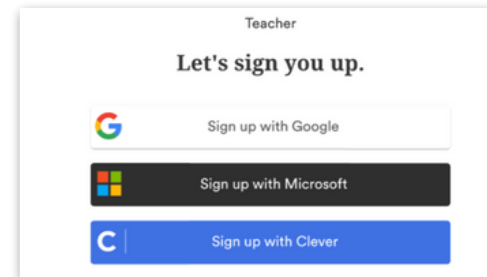 Teacher
Let's sign you up.
Sign up with Google
Sign up with Microsoft
C Sign up with Clever